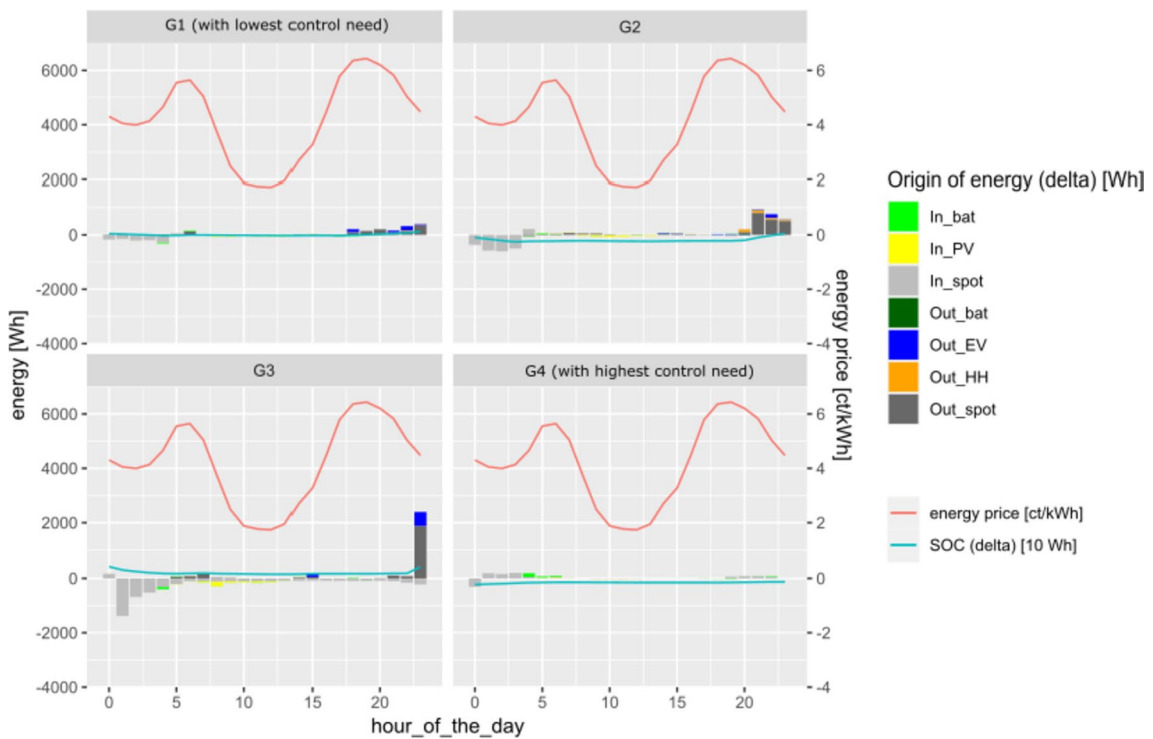 G1 (with lowest control need)
G2
6000
4000
2000
0
-2000
-4000
6
4
2
0
-2
-4
G3
G4 (with highest control need)
6000
4000
2000
0
-2000
-4000
6
4
2
0
-2
-4
0 5 10 15 20
0 5 10 15 20
energy [Wh]
energy price [ct/kWh]
hour_of_the_day
Origin of energy (delta) [Wh]
In_bat
In_PV
In_spot
Out_bat
Out_EV
Out_HH
Out_spot
energy price [ct/kWh]
SOC (delta) [10 Wh]